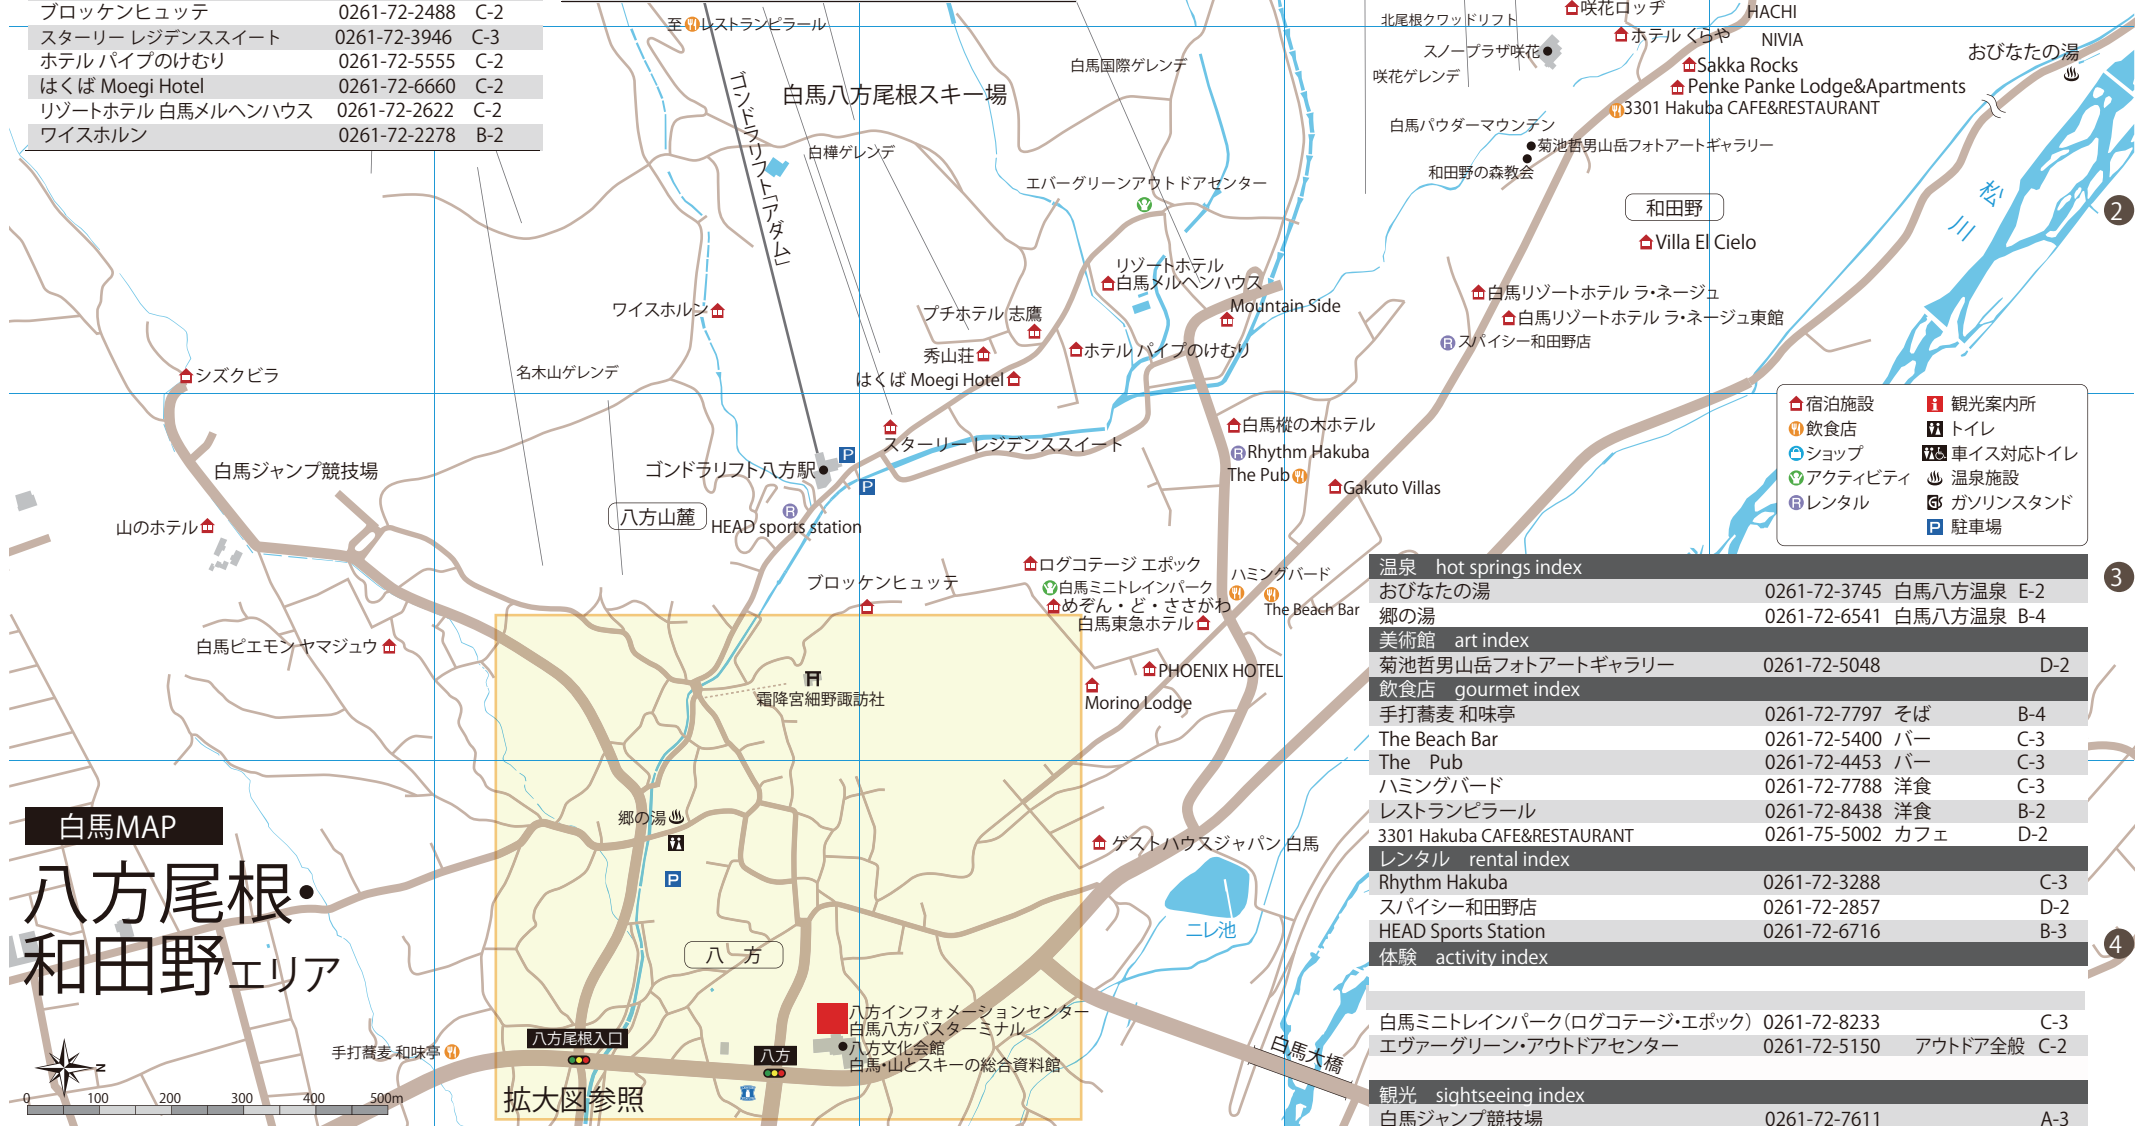 ブロッケンヒュッテ 0261-72-2488 C-2
スターリー レジデンススイート 0261-72-3946 C-3
ホテル パイプのけむり 0261-72-5555 C-2
はくば Moegi Hotel 0261-72-6660 C-2
リゾートホテル 白馬メルヘンハウス 0261-72-2622 C-2
ワイスホルン 0261-72-2278 B-2
至 レストランピラール
ゴンドラリフト「アダム」
白馬八方尾根スキー場
白樺ゲレンデ
白馬国際ゲレンデ
エバーグリーンアウトドアセンター
北尾根クワッドリフト
スノープラザ咲花
咲花ゲレンデ
咲花ロッヂ
ホテル くらや
HACHI
NIVIA
Sakka Rocks
Penke Panke Lodge&Apartments
3301 Hakuba CAFE&RESTAURANT
白馬パウダーマウンテン
菊池哲男山岳フォトアートギャラリー
和田野の森教会
おびなたの湯
松川
2
和田野
Villa El Cielo
リゾートホテル
白馬メルヘンハウス
Mountain Side
白馬リゾートホテル ラ・ネージュ
白馬リゾートホテル ラ・ネージュ東館
R スパイシー和田野店
ワイスホルン
プチホテル 志鷹
秀山荘
ホテル パイプのけむり
はくば Moegi Hotel
シズクビラ
名木山ゲレンデ
スターリー レジデンススイート
白馬樅の木ホテル
R Rhythm Hakuba
The Pub
Gakuto Villas
宿泊施設
飲食店
ショップ
アクティビティ
R レンタル
i 観光案内所
トイレ
車イス対応トイレ
温泉施設
ガソリンスタンド
P 駐車場
白馬ジャンプ競技場
ゴンドラリフト八方駅
P
P
八方山麓
R
HEAD sports station
山のホテル
ブロッケンヒュッテ
ログコテージ エポック
白馬ミニトレインパーク
めぞん・ど・ささがわ
白馬東急ホテル
ハミングバード
The Beach Bar
白馬ピエモン ヤマジュウ
霜降宮細野諏訪社
PHOENIX HOTEL
Morino Lodge
3
温泉 hot springs index
おびなたの湯 0261-72-3745 白馬八方温泉 E-2
郷の湯 0261-72-6541 白馬八方温泉 B-4
美術館 art index
菊池哲男山岳フォトアートギャラリー 0261-72-5048 D-2
飲食店 gourmet index
手打蕎麦 和味亭 0261-72-7797 そば B-4
The Beach Bar 0261-72-5400 バー C-3
The Pub 0261-72-4453 バー C-3
ハミングバード 0261-72-7788 洋食 C-3
レストランピラール 0261-72-8438 洋食 B-2
3301 Hakuba CAFE&RESTAURANT 0261-75-5002 カフェ D-2
レンタル rental index
Rhythm Hakuba 0261-72-3288 C-3
スパイシー和田野店 0261-72-2857 D-2
HEAD Sports Station 0261-72-6716 B-3
体験 activity index
白馬ミニトレインパーク(ログコテージ・エポック) 0261-72-8233 C-3
エヴァーグリーン・アウトドアセンター 0261-72-5150 アウトドア全般 C-2
観光 sightseeing index
白馬ジャンプ競技場 0261-72-7611 A-3
4
白馬MAP
八方尾根・
和田野エリア
郷の湯
P
ゲストハウスジャパン 白馬
ニレ池
八 方
八方インフォメーションセンター
白馬八方バスターミナル
八方文化会館
白馬・山とスキーの総合資料館
八方尾根入口
八方
手打蕎麦 和味亭
白馬大橋
拡大図参照
N
0 100 200 300 400 500m